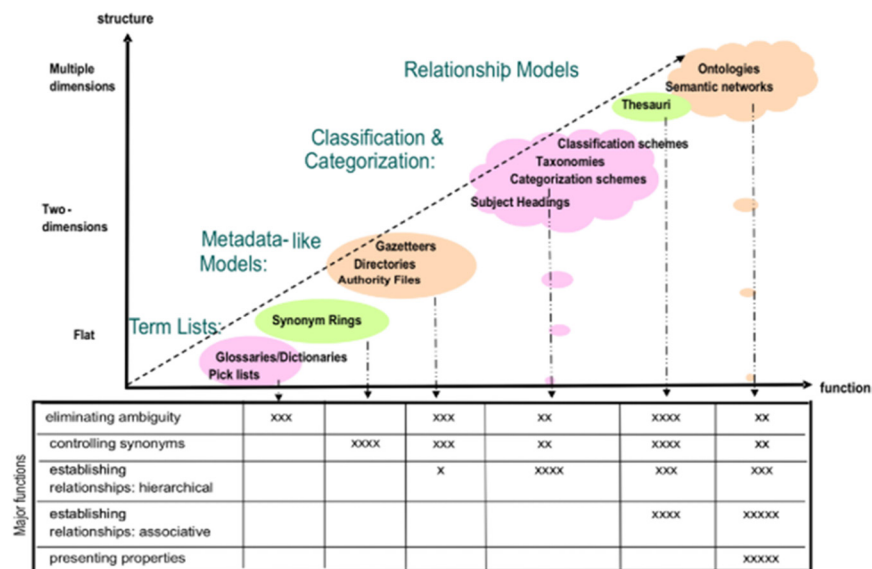 structure
Multiple
dimensions
Relationship Models
Ontologies
Semantic networks
Thesauri
Classification &
Categorization:
Classification schemes
Taxonomies
Categorization schemes
Subject Headings
Two-
dimensions
Metadata-like
Models:
Gazetteers
Directories
Authority Files
Flat
Term Lists:
Synonym Rings
Glossaries/Dictionaries
Pick lists
function
Major functions
eliminating ambiguity xxx xxx xx xxxx xx
controlling synonyms xxxx xxx xx xxxx xx
establishing
relationships: hierarchical x xxxx xxx xxx
establishing
relationships: associative xxxx xxxxx
presenting properties xxxxx